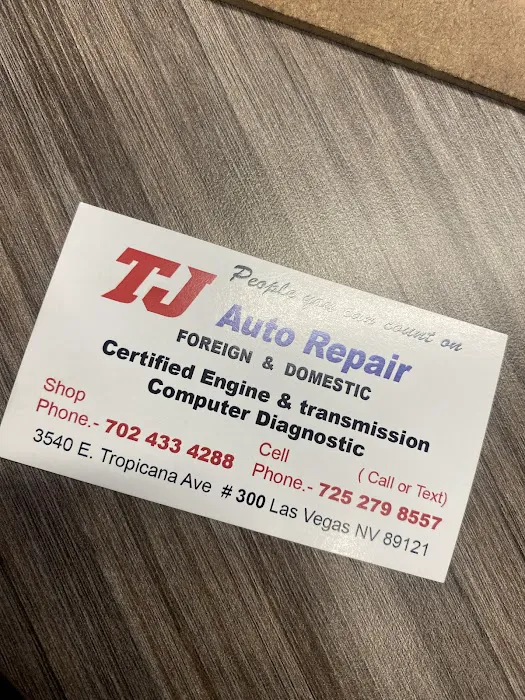 TJ
People you can count on
Auto Repair
FOREIGN & DOMESTIC
Certified Engine & transmission
Computer Diagnostic
Shop
Phone.- 702 433 4288
Cell
( Call or Text)
Phone.- 725 279 8557
3540 E. Tropicana Ave # 300 Las Vegas NV 89121